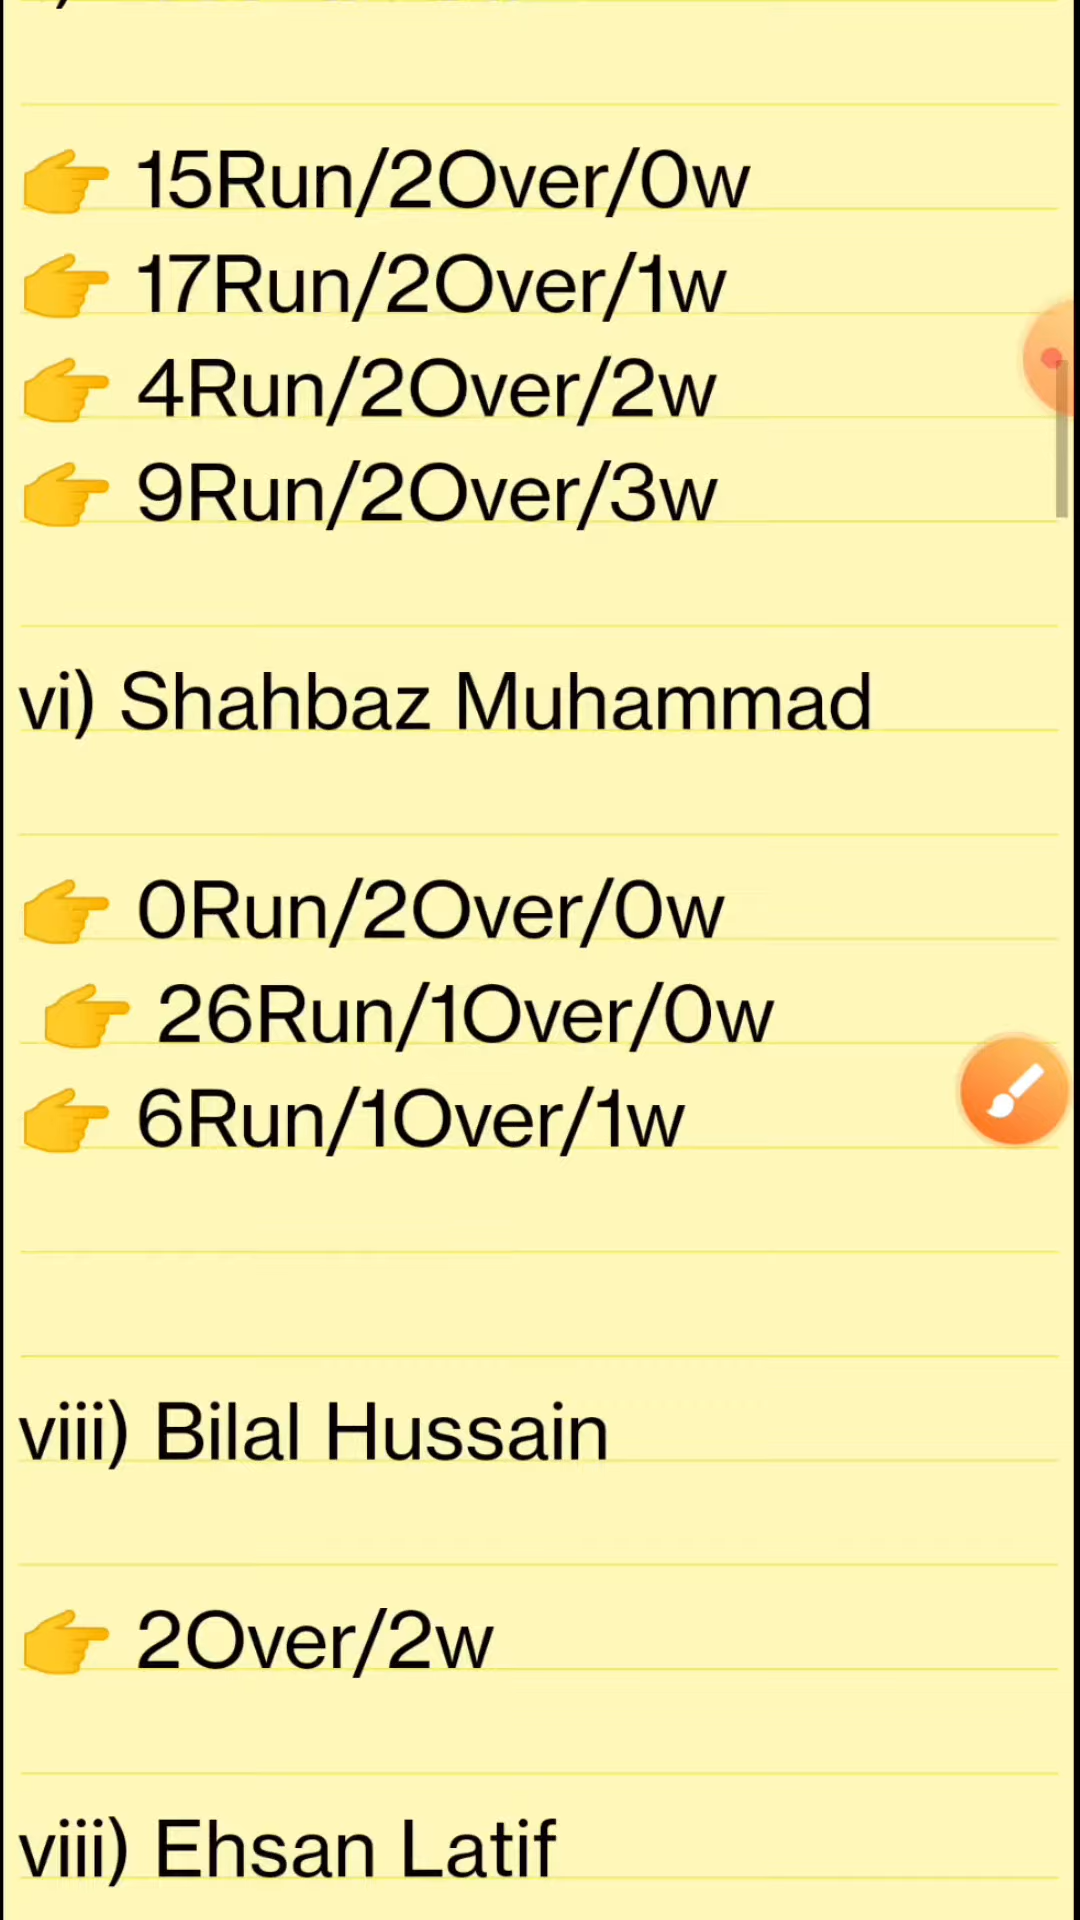 👉 15Run/2Over/0w
👉 17Run/2Over/1w
👉 4Run/2Over/2w
👉 9Run/2Over/3w
vi) Shahbaz Muhammad
👉 0Run/2Over/0w
👉 26Run/1Over/0w
👉 6Run/1Over/1w
viii) Bilal Hussain
👉 2Over/2w
viii) Ehsan Latif